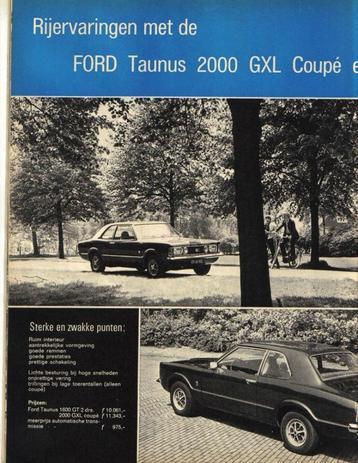 Rijervaringen met de
FORD Taunus 2000 GXL Coupé e
Sterke en zwakke punten:
Ruim interieur
aantrekkelijke vormgeving
goede remmen
goede prestaties
prettige schakeling
Lichte besturing bij hoge snelheden
onprettige vering
trillingen bij lage toerentallen (alleen
coupé)
Prijzen:
Ford Taunus 1600 GT 2 drs. f 10.061,-
2000 GXL coupé f 11.343,-
meerprijs automatische trans-
missie f 975,-